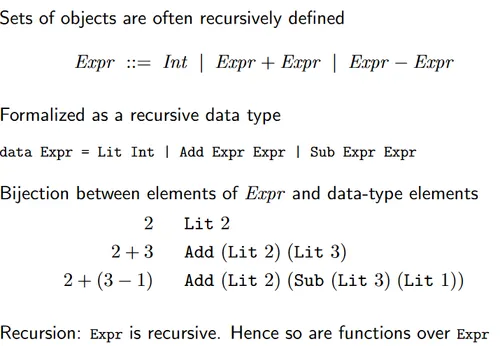 Sets of objects are often recursively defined
Expr ::= Int | Expr + Expr | Expr − Expr
Formalized as a recursive data type
data Expr = Lit Int | Add Expr Expr | Sub Expr Expr
Bijection between elements of Expr and data-type elements
2 Lit 2
2 + 3 Add (Lit 2) (Lit 3)
2 + (3 − 1) Add (Lit 2) (Sub (Lit 3) (Lit 1))
Recursion: Expr is recursive. Hence so are functions over Expr